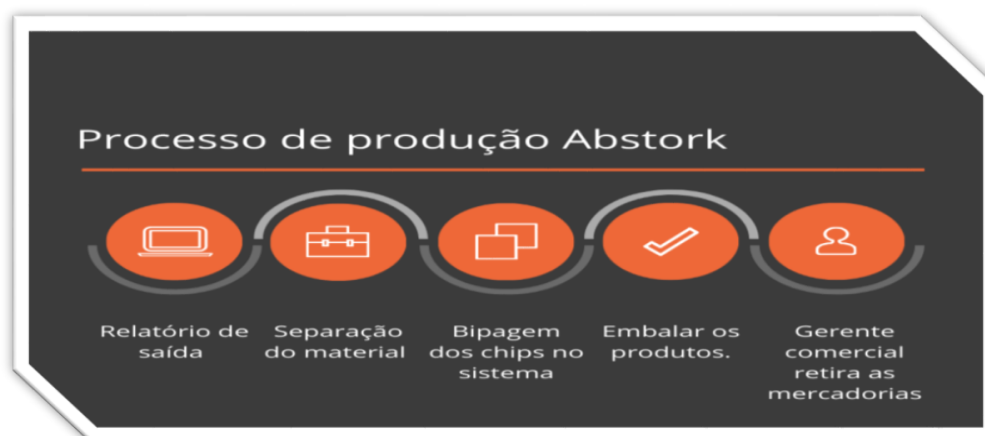 Processo de produção Abstork
Relatório de
saída
Separação
do material
Bipagem
dos chips no
sistema
Embalar os
produtos.
Gerente
comercial
retira as
mercadorias